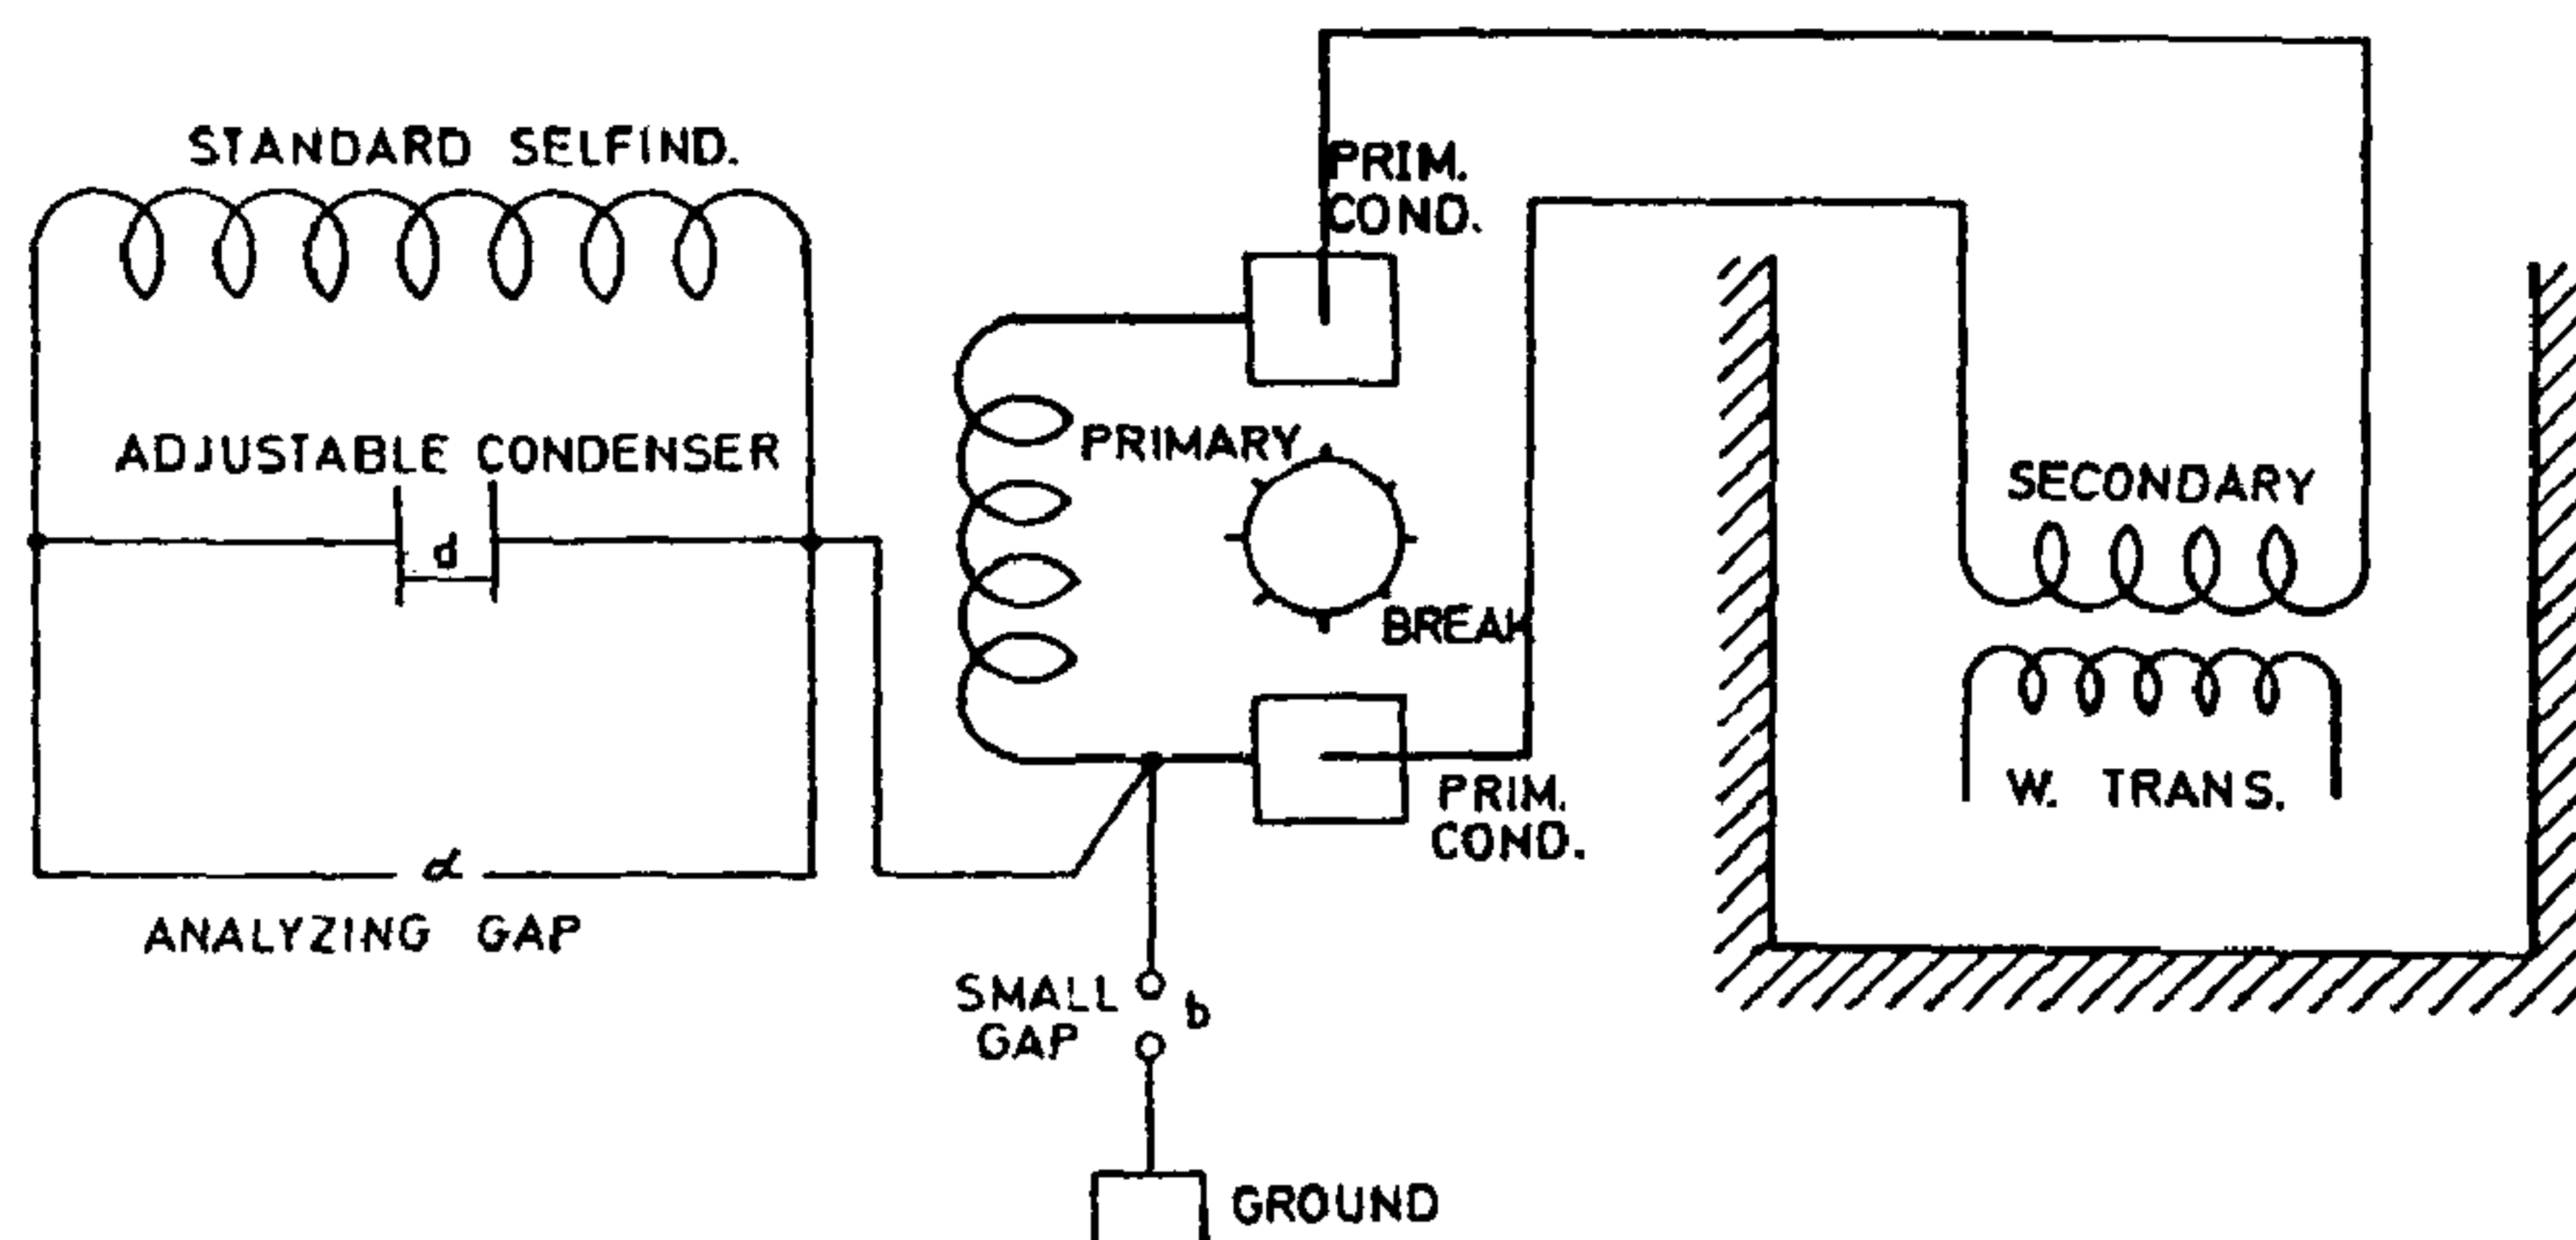 STANDARD SELFIND.
PRIM.
COND.
ADJUSTABLE CONDENSER
d
PRIMARY
BREAK
SECONDARY
W. TRANS.
PRIM.
COND.
a
ANALYZING GAP
SMALL
GAP
b
GROUND